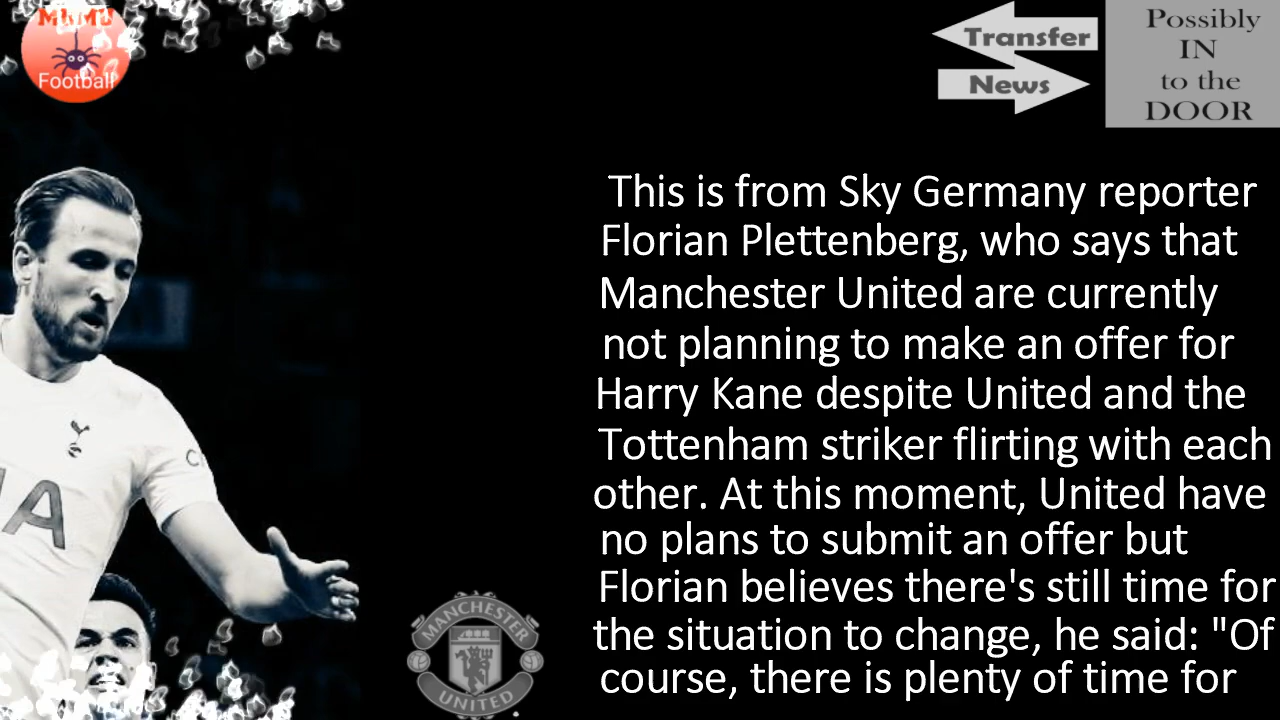 MUMU
Football
Transfer
News
Possibly
IN
to the
DOOR
This is from Sky Germany reporter
Florian Plettenberg, who says that
Manchester United are currently
not planning to make an offer for
Harry Kane despite United and the
Tottenham striker flirting with each
other. At this moment, United have
no plans to submit an offer but
Florian believes there's still time for
the situation to change, he said: "Of
course, there is plenty of time for
IA
MANCHESTER
UNITED